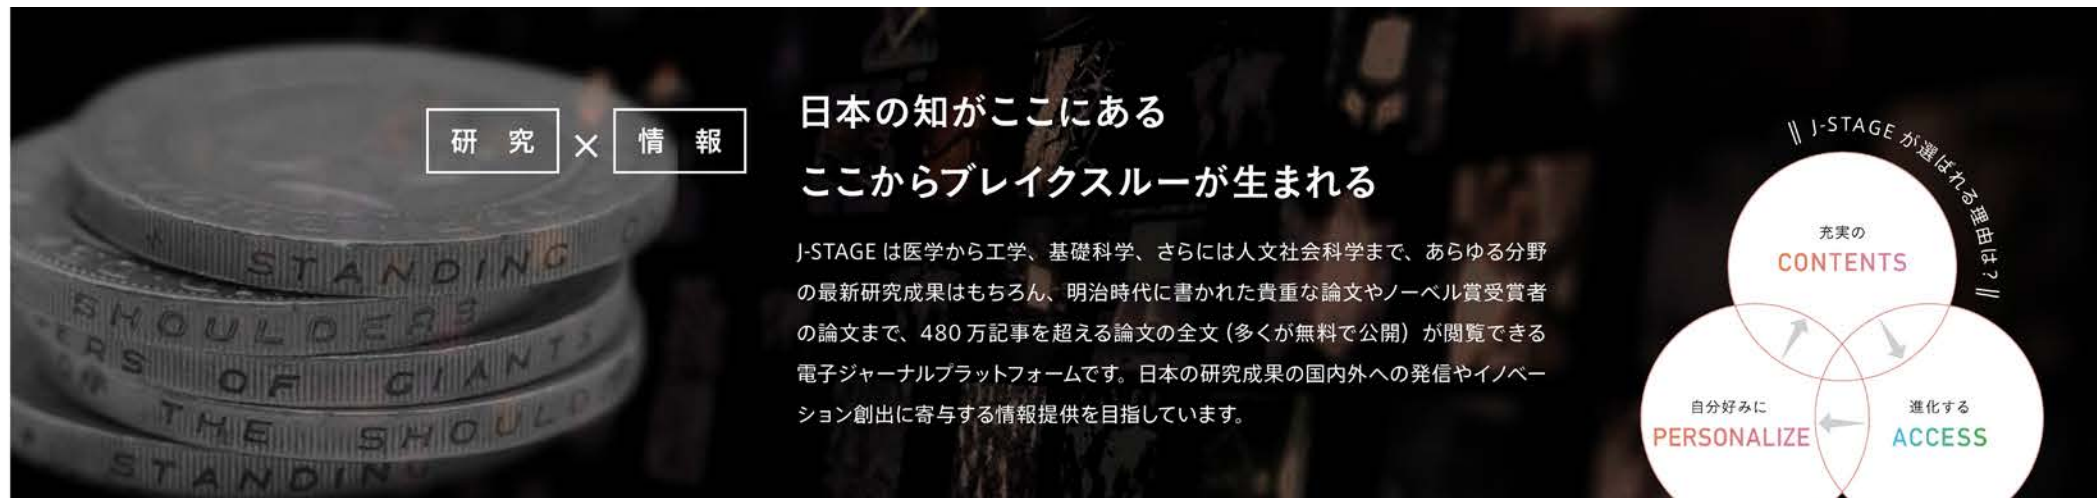 STANDING
SHOULDERS
ERS OF GIANTS
THE SHOULD
STANDIN
研究 × 情報
日本の知がここにある
ここからブレイクスルーが生まれる
J-STAGE は医学から工学、基礎科学、さらには人文社会科学まで、あらゆる分野
の最新研究成果はもちろん、明治時代に書かれた貴重な論文やノーベル賞受賞者
の論文まで、480 万記事を超える論文の全文 (多くが無料で公開) が閲覧できる
電子ジャーナルプラットフォームです。日本の研究成果の国内外への発信やイノベー
ション創出に寄与する情報提供を目指しています。
\\ J-STAGE が選ばれる理由は? //
充実の
CONTENTS
自分好みに
PERSONALIZE
進化する
ACCESS